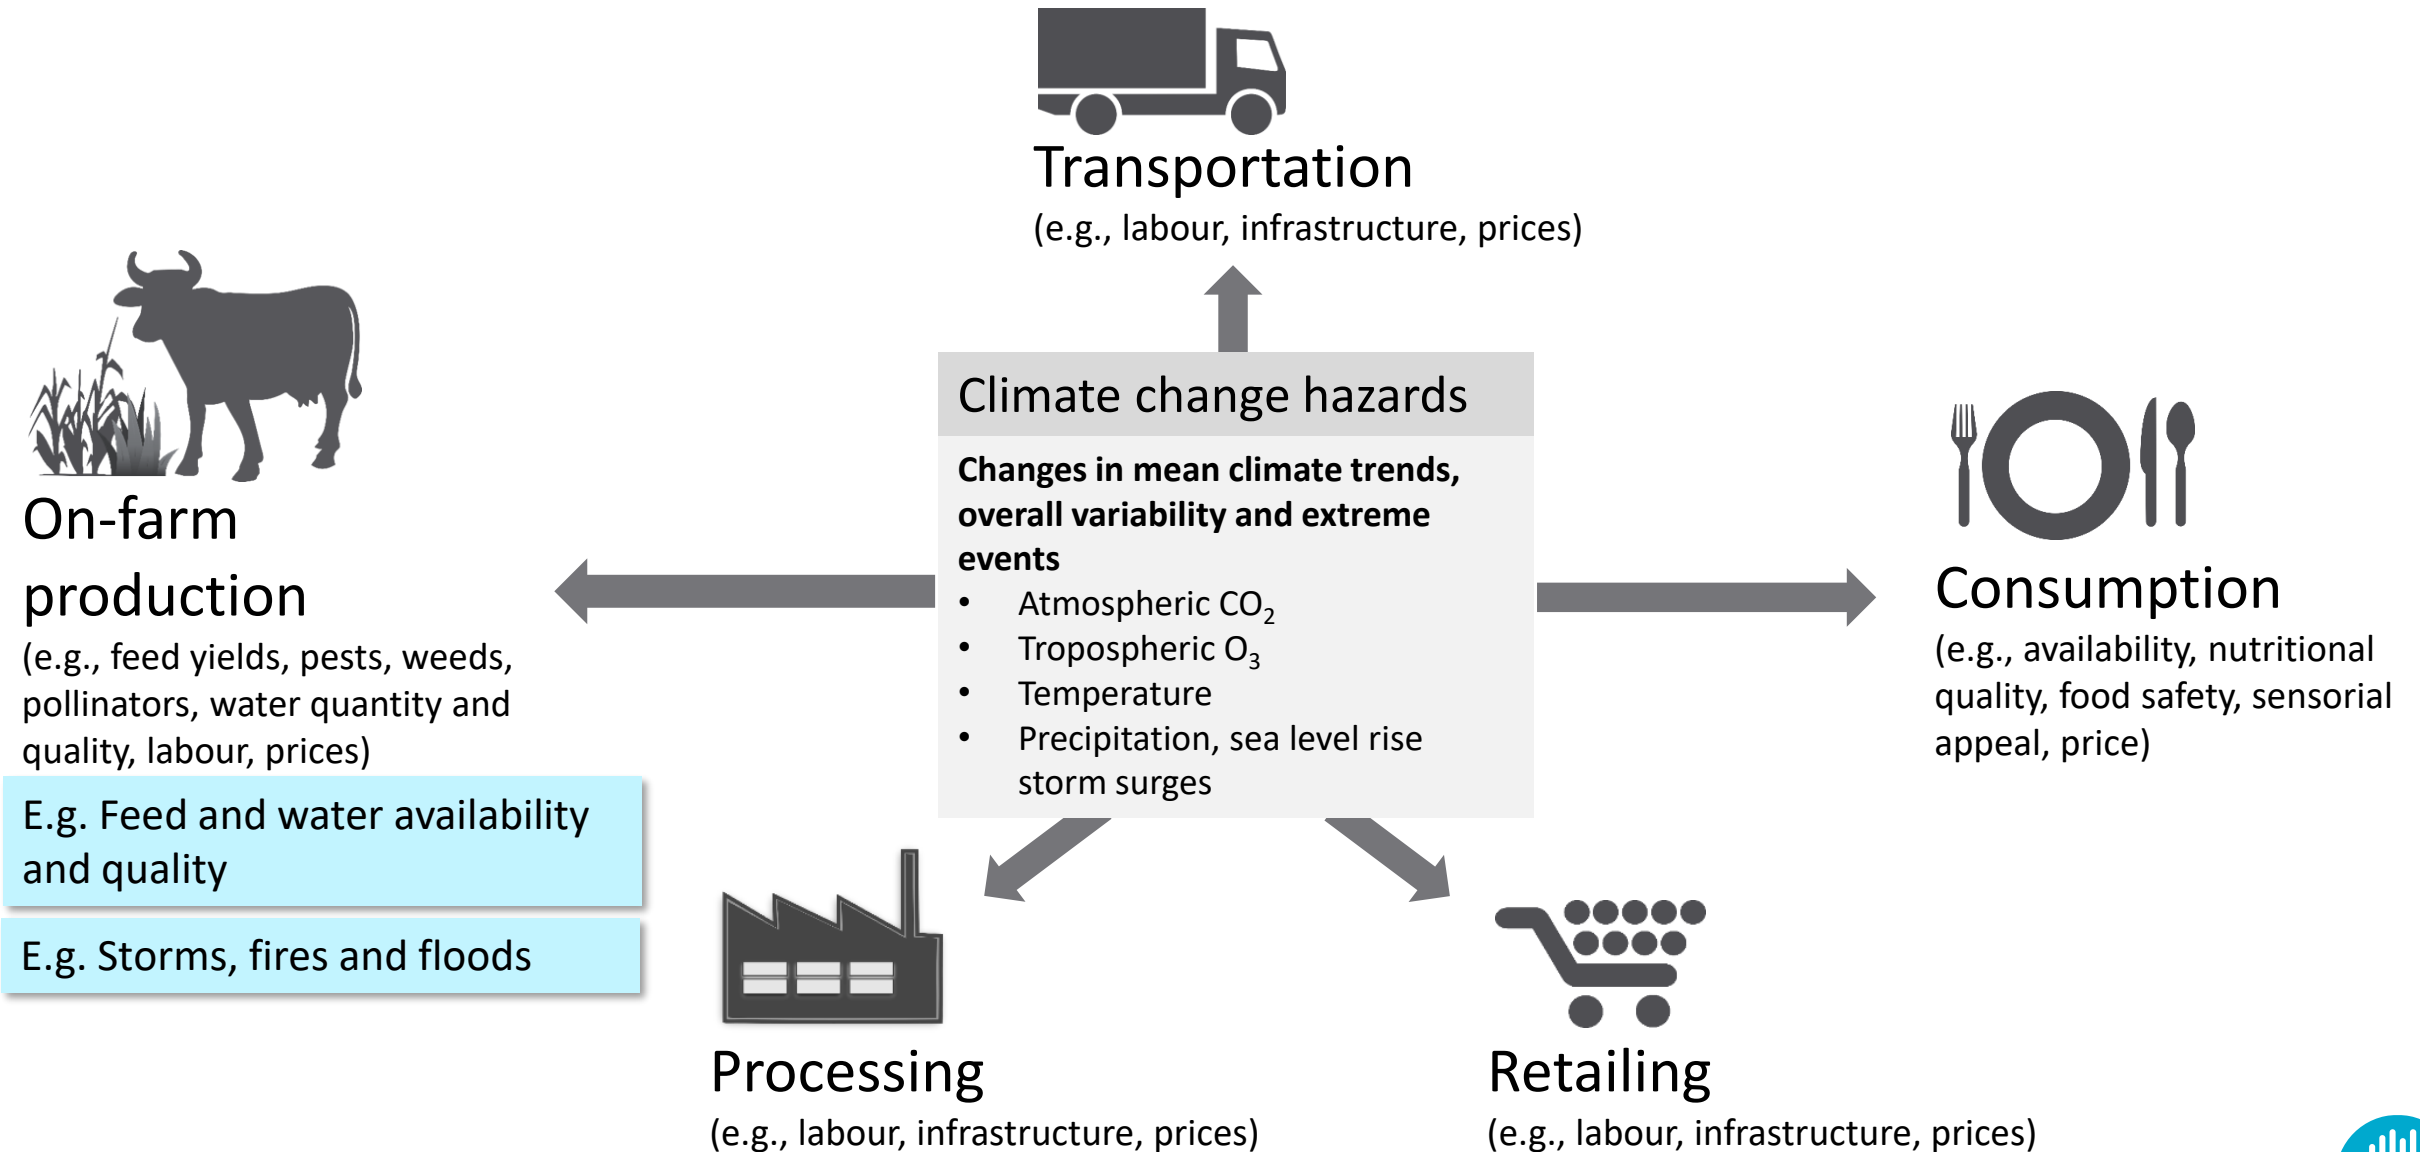 Transportation
(e.g., labour, infrastructure, prices)
On-farm
production
(e.g., feed yields, pests, weeds,
pollinators, water quantity and
quality, labour, prices)
E.g. Feed and water availability
and quality
E.g. Storms, fires and floods
Climate change hazards
Changes in mean climate trends,
overall variability and extreme
events
• Atmospheric CO₂
• Tropospheric O₃
• Temperature
• Precipitation, sea level rise
storm surges
Consumption
(e.g., availability, nutritional
quality, food safety, sensorial
appeal, price)
Processing
(e.g., labour, infrastructure, prices)
Retailing
(e.g., labour, infrastructure, prices)